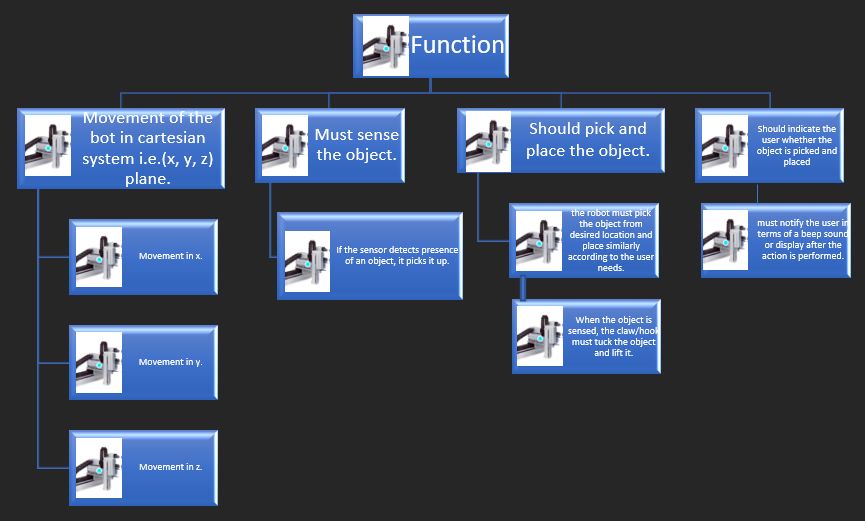 Function
Movement of the
bot in cartesian
system i.e.(x, y, z)
plane.
Must sense
the object.
Should pick and
place the object.
Should indicate the
user whether the
object is picked and
placed
Movement in x.
Movement in y.
Movement in z.
If the sensor detects presence
of an object, it picks it up.
the robot must pick
the object from
desired location and
place similarly
according to the user
needs.
When the object is
sensed, the claw/hook
must tuck the object
and lift it.
must notify the user in
terms of a beep sound
or display after the
action is performed.